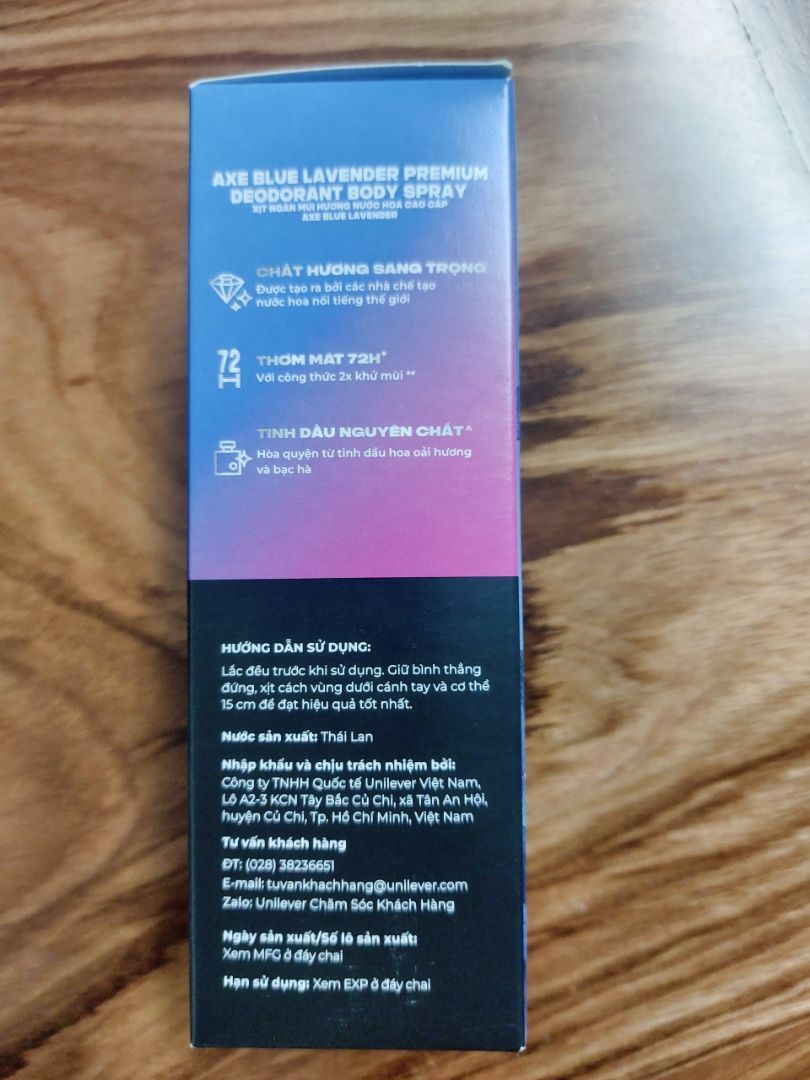 AXE BLUE LAVENDER PREMIUM
DEODORANT BODY SPRAY
XỊT NGĂN MÙI HƯƠNG NƯỚC HOA CAO CẤP
AXE BLUE LAVENDER
CHẤT HƯƠNG SANG TRỌNG
Được tạo ra bởi các nhà chế tạo
nước hoa nổi tiếng thế giới
72
H
THƠM MÁT 72H*
Với công thức 2x khử mùi **
TINH DẦU NGUYÊN CHẤT^
Hòa quyện từ tinh dầu hoa oải hương
và bạc hà
HƯỚNG DẪN SỬ DỤNG:
Lắc đều trước khi sử dụng. Giữ bình thẳng
đứng, xịt cách vùng dưới cánh tay và cơ thể
15 cm để đạt hiệu quả tốt nhất.
Nước sản xuất: Thái Lan
Nhập khẩu và chịu trách nhiệm bởi:
Công ty TNHH Quốc tế Unilever Việt Nam,
Lô A2-3 KCN Tây Bắc Củ Chi, xã Tân An Hội,
huyện Củ Chi, Tp. Hồ Chí Minh, Việt Nam
Tư vấn khách hàng
ĐT: (028) 38236651
E-mail: tuvankhachhang@unilever.com
Zalo: Unilever Chăm Sóc Khách Hàng
Ngày sản xuất/Số lô sản xuất:
Xem MFG ở đáy chai
Hạn sử dụng: Xem EXP ở đáy chai